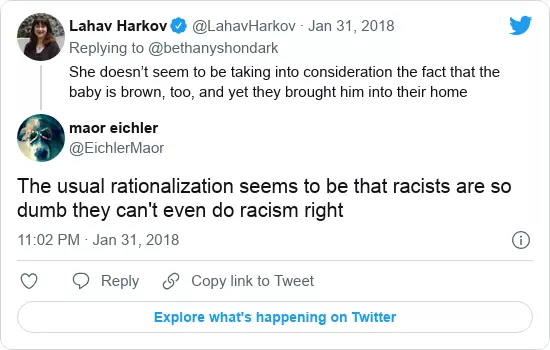 Lahav Harkov @LahavHarkov · Jan 31, 2018
Replying to @bethanyshondark
She doesn’t seem to be taking into consideration the fact that the
baby is brown, too, and yet they brought him into their home
maor eichler
@EichlerMaor
The usual rationalization seems to be that racists are so
dumb they can't even do racism right
11:02 PM · Jan 31, 2018
Reply Copy link to Tweet
Explore what's happening on Twitter